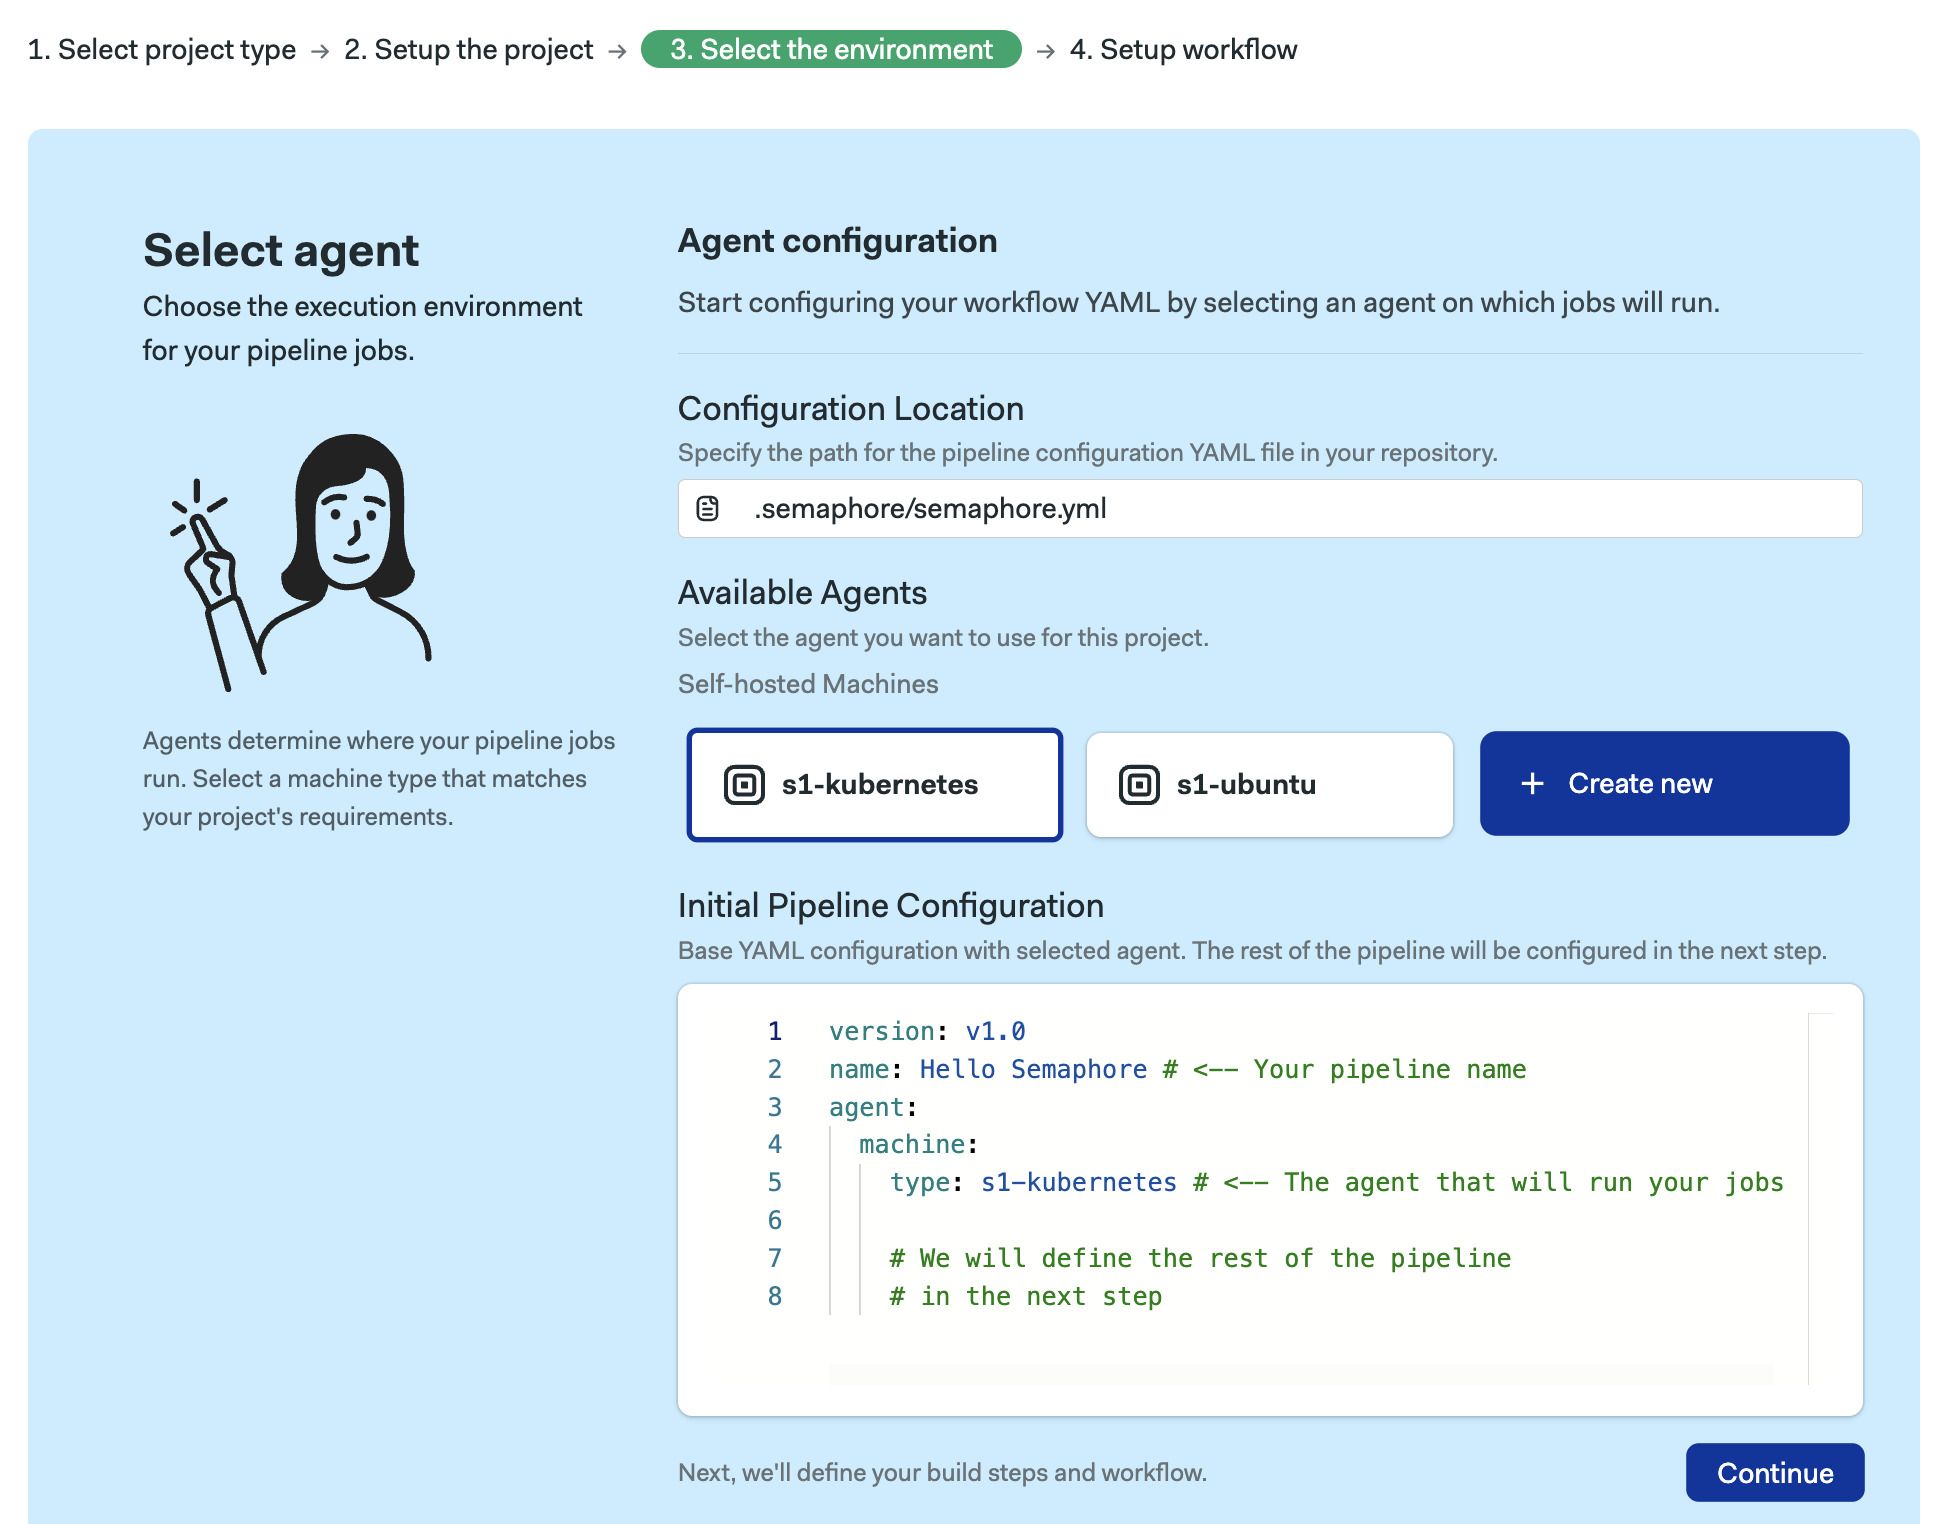 1. Select project type → 2. Setup the project → 3. Select the environment → 4. Setup workflow
Select agent
Choose the execution environment
for your pipeline jobs.
Agents determine where your pipeline jobs
run. Select a machine type that matches
your project's requirements.
Agent configuration
Start configuring your workflow YAML by selecting an agent on which jobs will run.
Configuration Location
Specify the path for the pipeline configuration YAML file in your repository.
.semaphore/semaphore.yml
Available Agents
Select the agent you want to use for this project.
Self-hosted Machines
s1-kubernetes
s1-ubuntu
+ Create new
Initial Pipeline Configuration
Base YAML configuration with selected agent. The rest of the pipeline will be configured in the next step.
1 version: v1.0
2 name: Hello Semaphore # <-- Your pipeline name
3 agent:
4 machine:
5 type: s1-kubernetes # <-- The agent that will run your jobs
6
7 # We will define the rest of the pipeline
8 # in the next step
Next, we'll define your build steps and workflow.
Continue